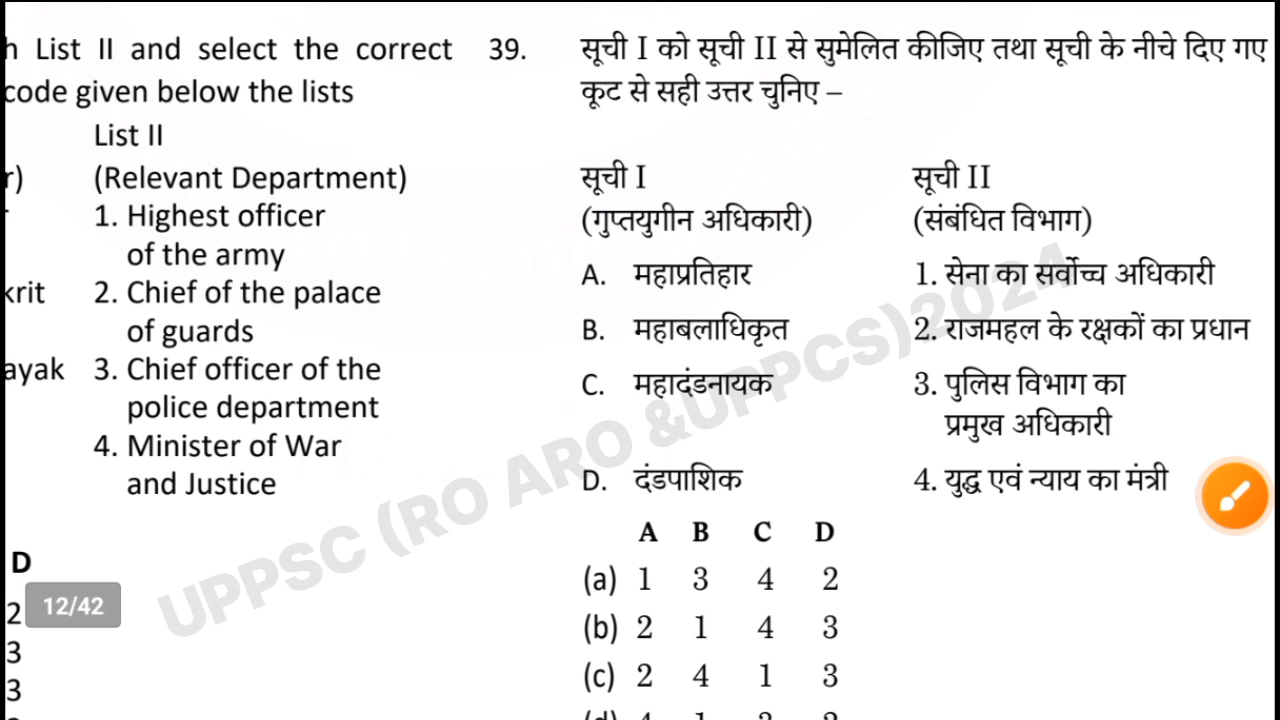 h List II and select the correct
code given below the lists
List II
r) (Relevant Department)
1. Highest officer
of the army
krit 2. Chief of the palace
of guards
ayak 3. Chief officer of the
police department
4. Minister of War
and Justice
D
2
3
3
12/42
39. सूची I को सूची II से सुमेलित कीजिए तथा सूची के नीचे दिए गए
कूट से सही उत्तर चुनिए –
सूची I सूची II
(गुप्तयुगीन अधिकारी) (संबंधित विभाग)
A. महाप्रतिहार 1. सेना का सर्वोच्च अधिकारी
B. महाबलाधिकृत 2. राजमहल के रक्षकों का प्रधान
C. महादंडनायक 3. पुलिस विभाग का
प्रमुख अधिकारी
D. दंडपाशिक 4. युद्ध एवं न्याय का मंत्री
A B C D
(a) 1 3 4 2
(b) 2 1 4 3
(c) 2 4 1 3
UPPSC (RO ARO &UPPCS)2024